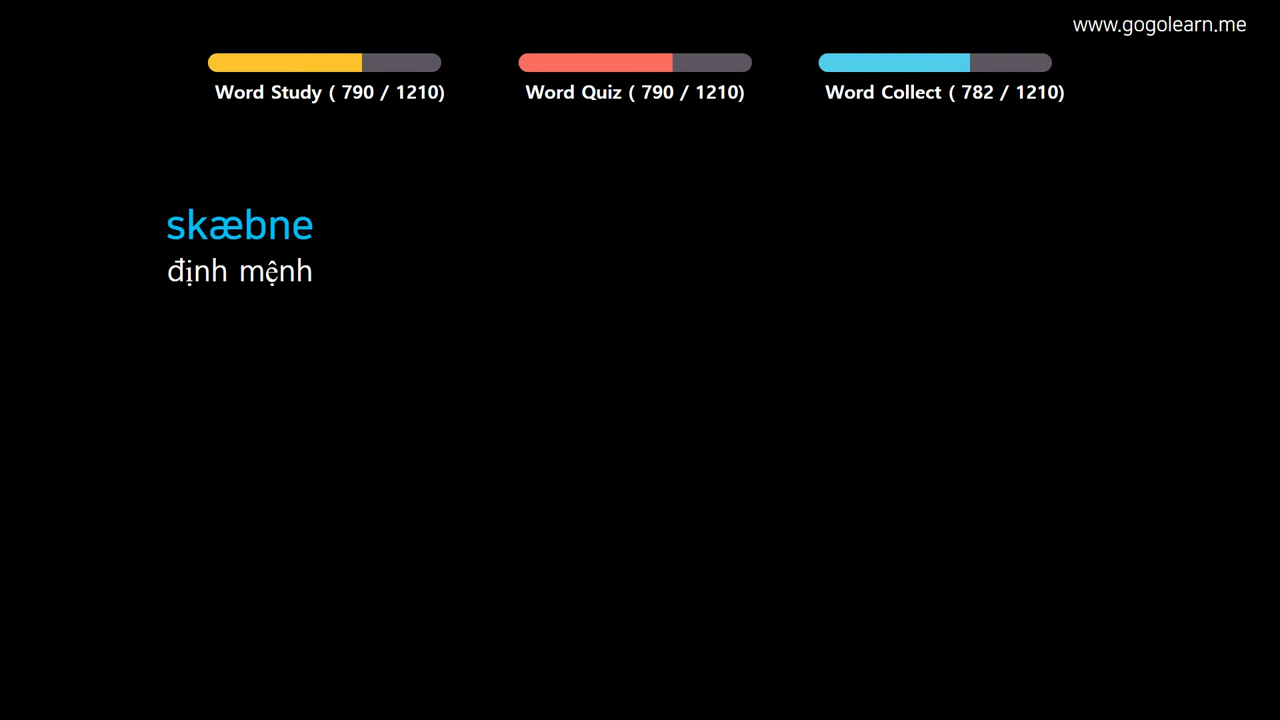 www.gogolearn.me
Word Study ( 790 / 1210)
Word Quiz ( 790 / 1210)
Word Collect ( 782 / 1210)
skæbne
định mệnh